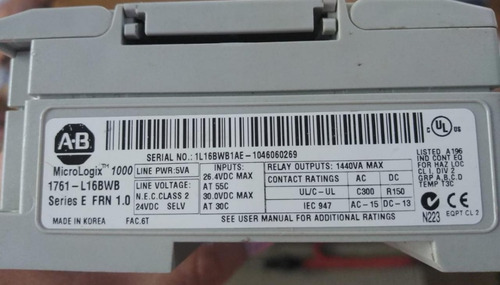 A-B
SERIAL NO.: 1L16BWB1AE-1046060269
MicroLogix™ 1000
1761-L16BWB
Series E FRN 1.0
MADE IN KOREA
FAC.6T
LINE PWR:5VA
LINE VOLTAGE:
N.E.C.CLASS 2
24VDC SELV
INPUTS:
26.4VDC MAX
AT 55C
30.0VDC MAX
AT 30C
RELAY OUTPUTS: 1440VA MAX
CONTACT RATINGS AC DC
UL/C-UL C300 R150
IEC 947 AC-15 DC-13
SEE USER MANUAL FOR ADDITIONAL RATINGS
C UL US
LISTED A196
IND CONT EQ
FOR HAZ LOC
CL I, DIV 2
GRP A,B,C,D
TEMP T3C
CE
N223
EQPT CL 2